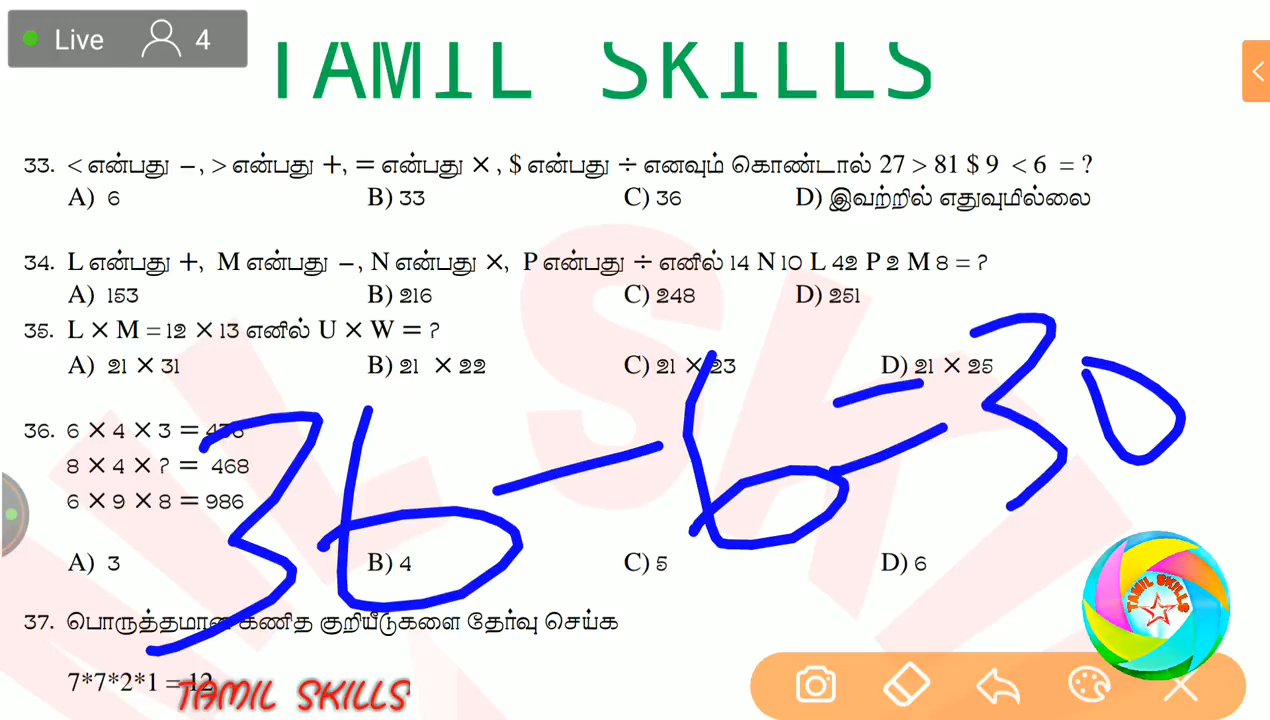 Live 4
TAMIL SKILLS
33. < என்பது −, > என்பது +, = என்பது ×, $ என்பது ÷ எனவும் கொண்டால் 27 > 81 $ 9 < 6 = ?
A) 6 B) 33 C) 36 D) இவற்றில் எதுவுமில்லை
34. L என்பது +, M என்பது −, N என்பது ×, P என்பது ÷ எனில் 14 N 10 L 42 P 2 M 8 = ?
A) 153 B) 216 C) 248 D) 251
35. L × M = 12 × 13 எனில் U × W = ?
A) 21 × 31 B) 21 × 22 C) 21 × 23 D) 21 × 25
36. 6 × 4 × 3 = 436
8 × 4 × ? = 468
6 × 9 × 8 = 986
36 − 6 = 30
A) 3 B) 4 C) 5 D) 6
37. பொருத்தமான கணித குறியீடுகளை தேர்வு செய்க
7*7*2*1 = 12
TAMIL SKILLS
TAMIL SKILLS